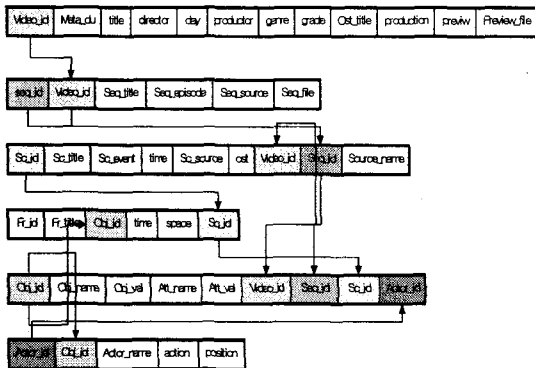 Video_id Meta_du title director day productor genre grade Ost_title production previw Preview_file
seq_id Video_id Seq_title Seq_episode Seq_source Seq_file
Sc_id Sc_title Sc_event time Sc_source ost Video_id Seq_id Source_name
Fr_id Fr_title Obj_id time space Sc_id
Obj_id Obj_name Obj_val Att_name Att_val Video_id Seq_id Sc_id Actor_id
Actor_id Obj_id Actor_name action position